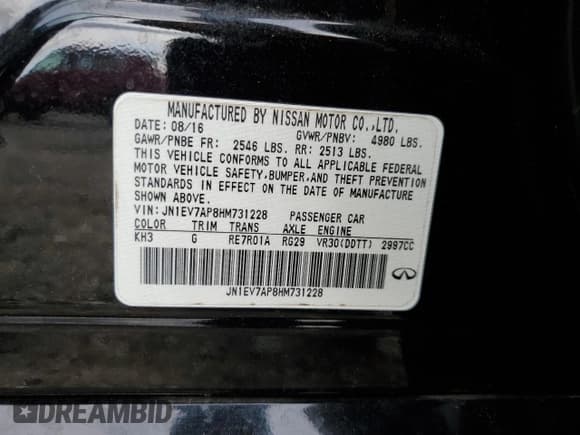 MANUFACTURED BY NISSAN MOTOR CO.,LTD.
DATE: 08/16 GVWR/PNBV: 4980 LBS.
GAWR/PNBE FR: 2546 LBS. RR: 2513 LBS.
THIS VEHICLE CONFORMS TO ALL APPLICABLE FEDERAL
MOTOR VEHICLE SAFETY,BUMPER,AND THEFT PREVENTION
STANDARDS IN EFFECT ON THE DATE OF MANUFACTURE
SHOWN ABOVE.
VIN: JN1EV7AP8HM731228 PASSENGER CAR
COLOR TRIM TRANS AXLE ENGINE
KH3 G RE7R01A RG29 VR30(DDTT) 2997CC
JN1EV7AP8HM731228
DREAMBID